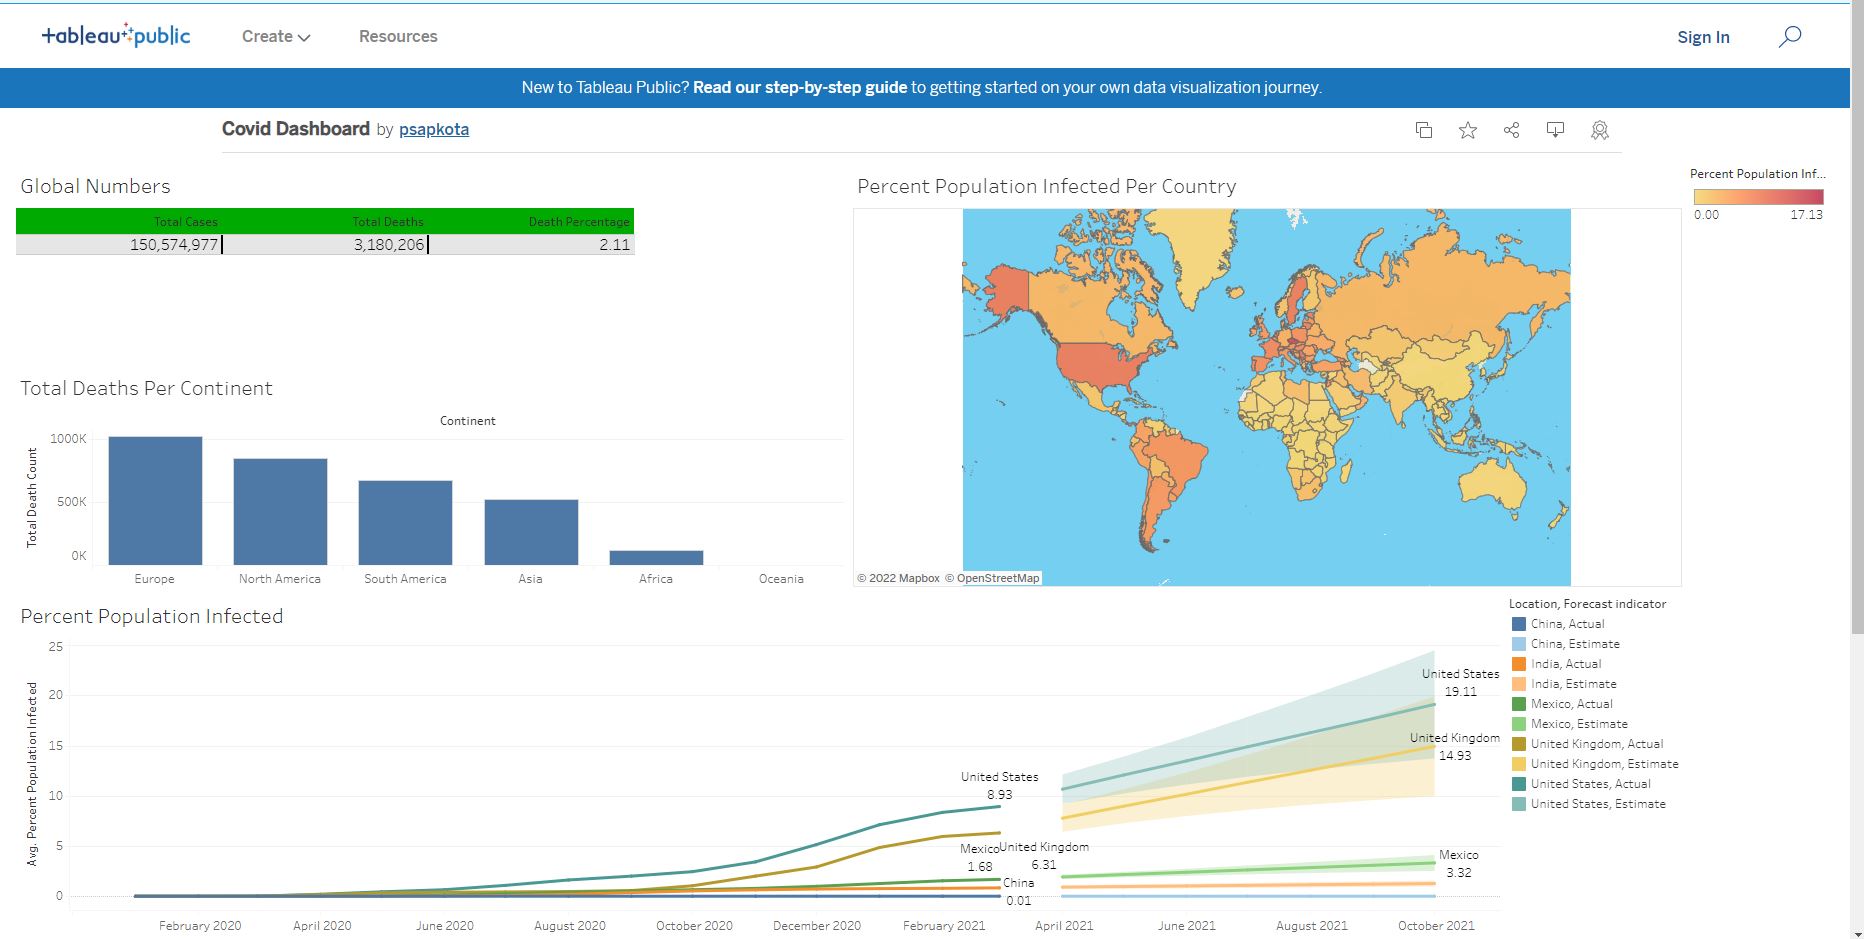 +ableau public
Create
Resources
Sign In
New to Tableau Public? Read our step-by-step guide to getting started on your own data visualization journey.
Covid Dashboard by psapkota
Global Numbers
Total Cases Total Deaths Death Percentage
150,574,977 3,180,206 2.11
Percent Population Infected Per Country
© 2022 Mapbox © OpenStreetMap
Percent Population Inf...
0.00 17.13
Total Deaths Per Continent
Continent
Total Death Count
1000K
500K
0K
Europe North America South America Asia Africa Oceania
Percent Population Infected
Avg. Percent Population Infected
25
20
15
10
5
0
United States
8.93
Mexico
1.68
United Kingdom
6.31
China
0.01
United States
19.11
United Kingdom
14.93
Mexico
3.32
February 2020 April 2020 June 2020 August 2020 October 2020 December 2020 February 2021 April 2021 June 2021 August 2021 October 2021
Location, Forecast indicator
China, Actual
China, Estimate
India, Actual
India, Estimate
Mexico, Actual
Mexico, Estimate
United Kingdom, Actual
United Kingdom, Estimate
United States, Actual
United States, Estimate